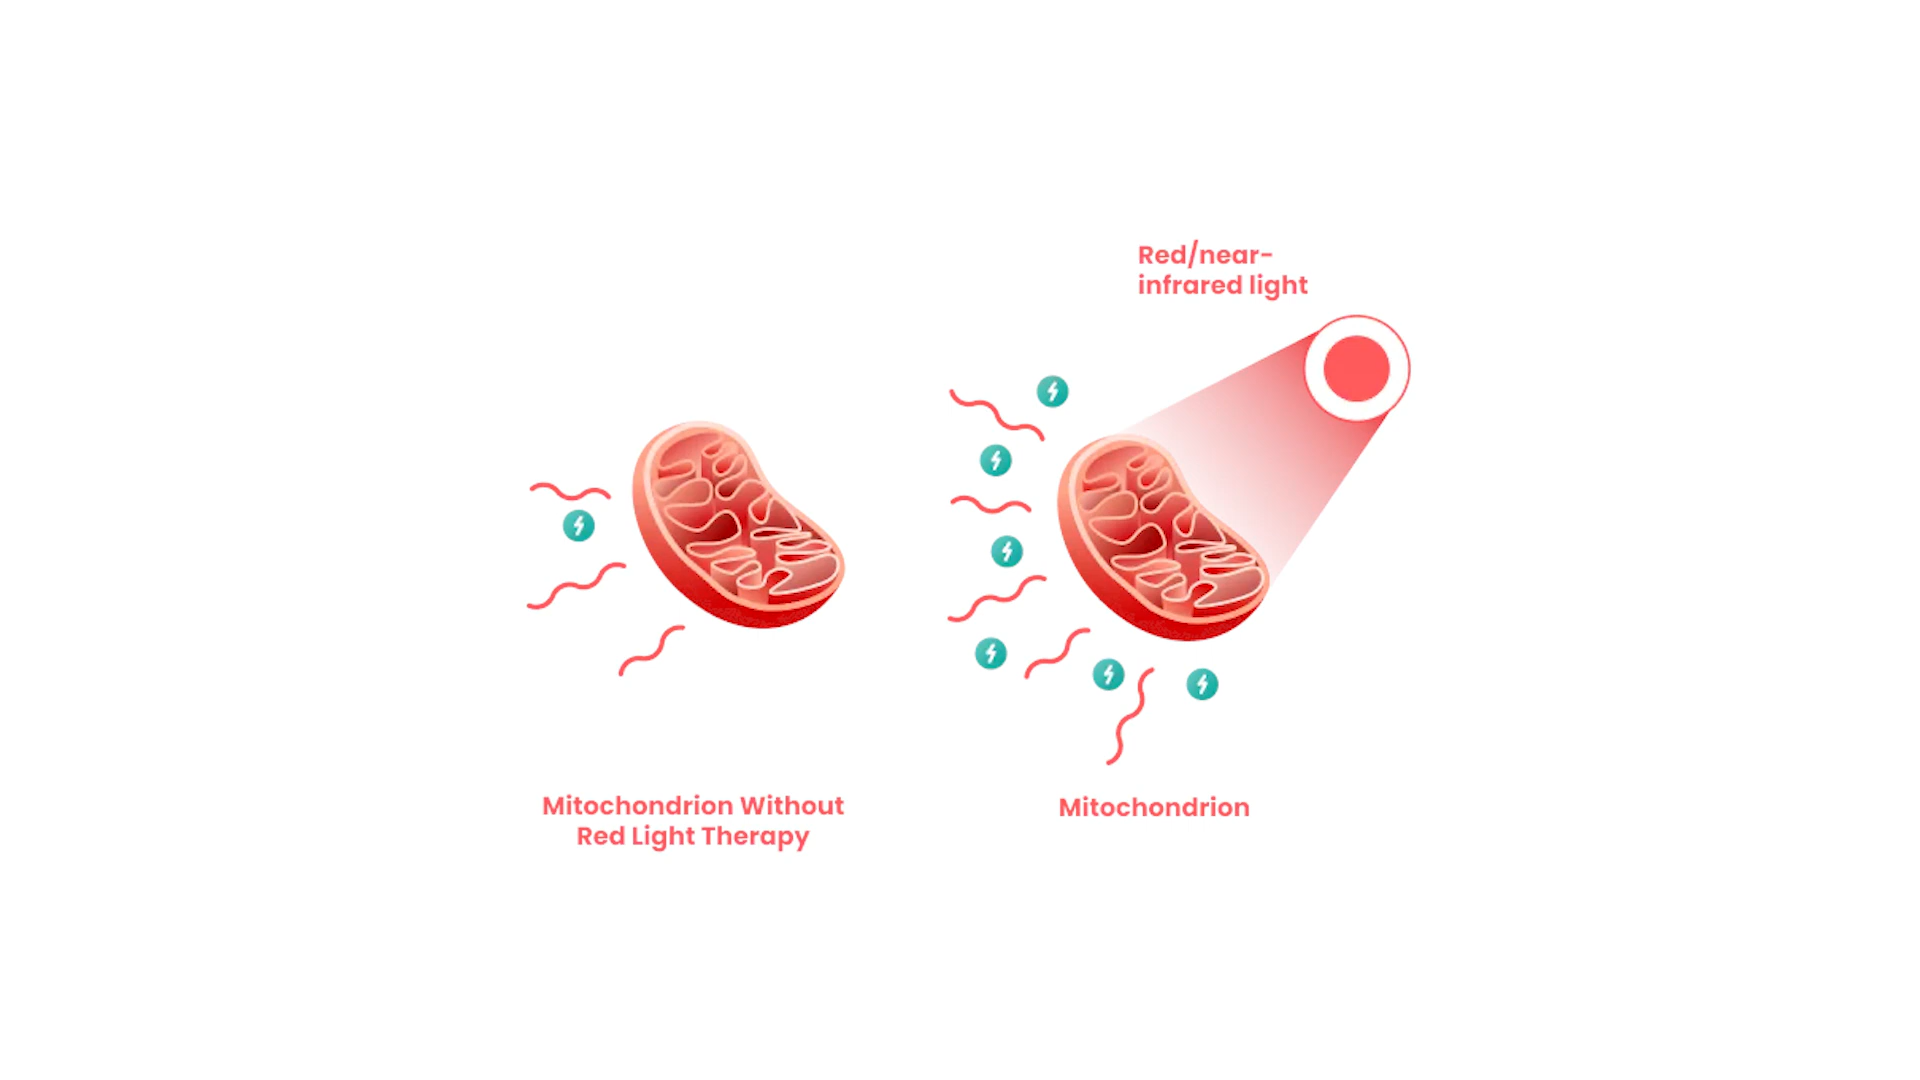 Red/near-
infrared light
Mitochondrion Without
Red Light Therapy
Mitochondrion